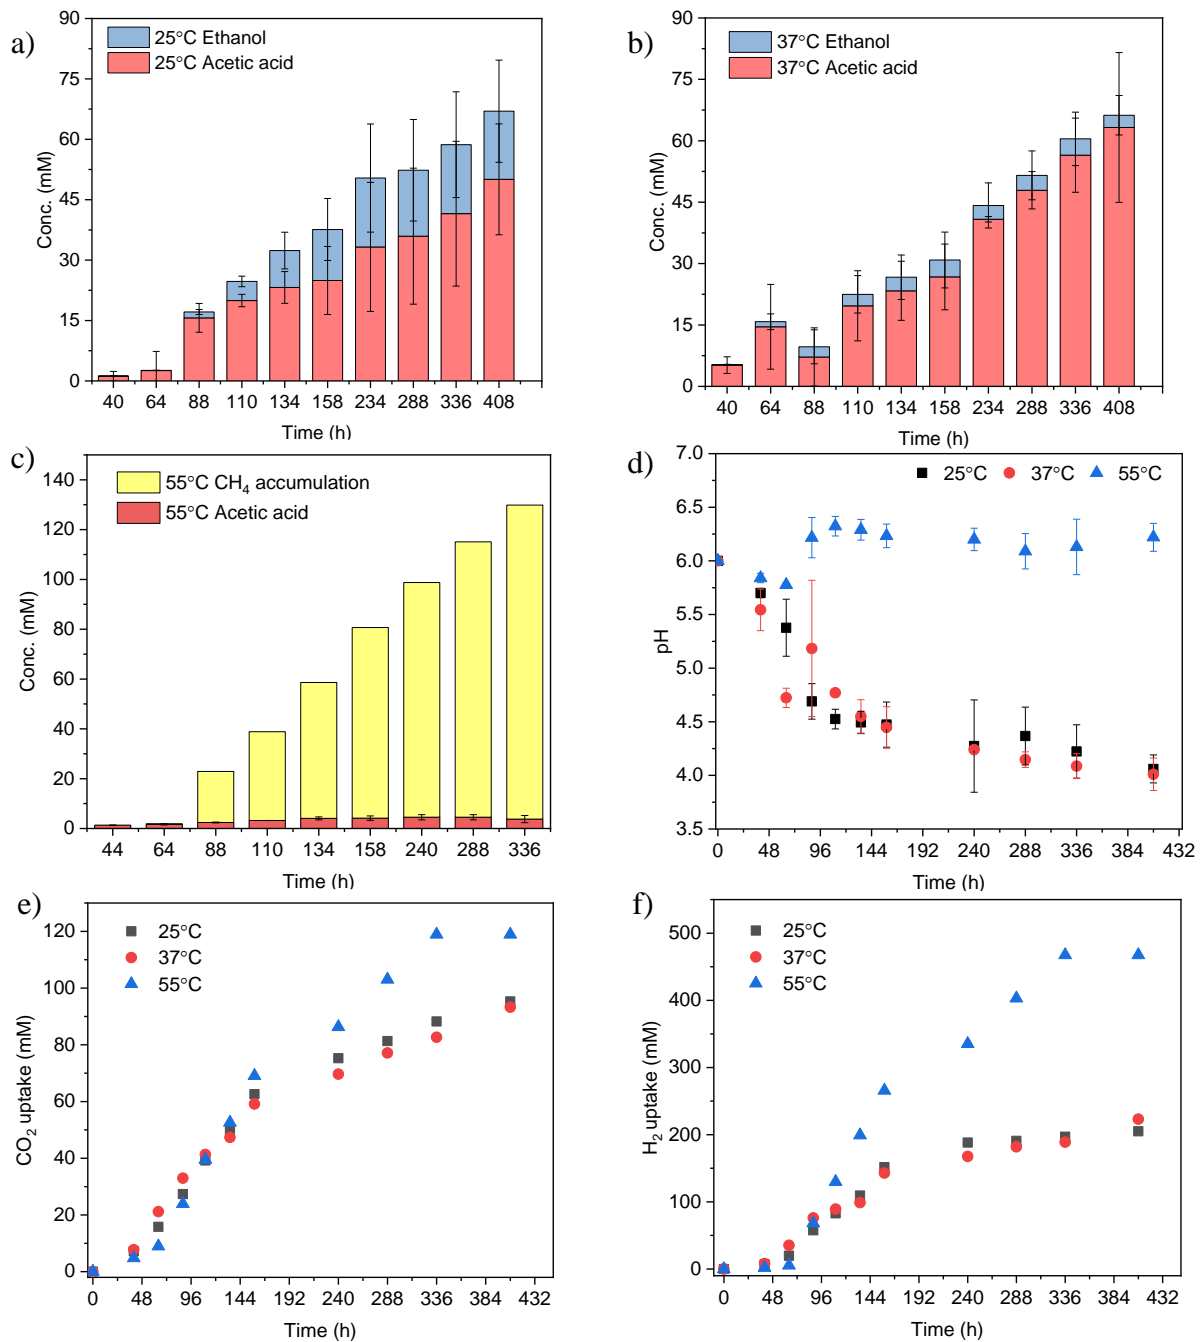 a)
25°C Ethanol
25°C Acetic acid
Conc. (mM)
90
75
60
45
30
15
0
40 64 88 110 134 158 234 288 336 408
Time (h)
b)
37°C Ethanol
37°C Acetic acid
Conc. (mM)
90
75
60
45
30
15
0
40 64 88 110 134 158 234 288 336 408
Time (h)
c)
55°C CH4 accumulation
55°C Acetic acid
Conc. (mM)
140
120
100
80
60
40
20
0
44 64 88 110 134 158 240 288 336
Time (h)
d)
25°C 37°C 55°C
pH
7.0
6.5
6.0
5.5
5.0
4.5
4.0
3.5
0 48 96 144 192 240 288 336 384 432
Time (h)
e)
25°C
37°C
55°C
CO2 uptake (mM)
120
100
80
60
40
20
0
0 48 96 144 192 240 288 336 384 432
Time (h)
f)
25°C
37°C
55°C
H2 uptake (mM)
500
400
300
200
100
0
0 48 96 144 192 240 288 336 384 432
Time (h)